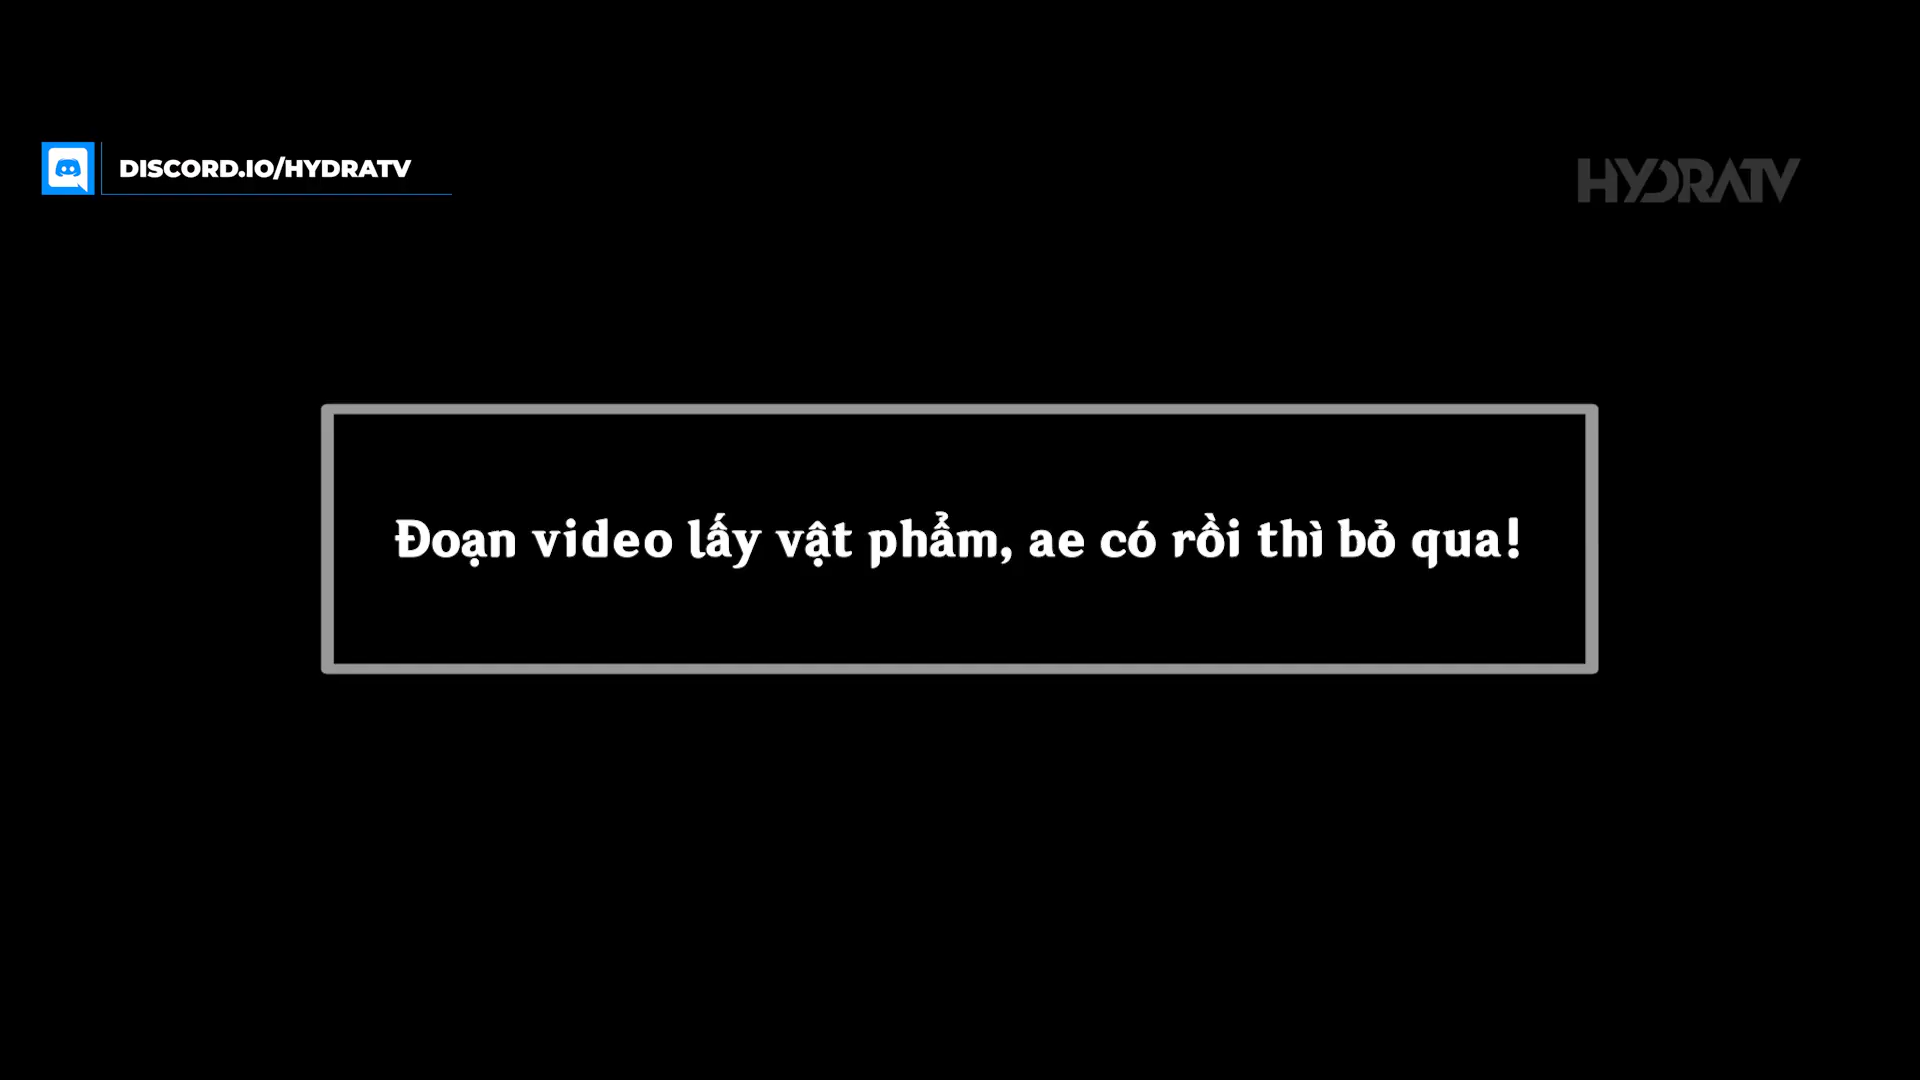 DISCORD.IO/HYDRATV
HYDRATV
Đoạn video lấy vật phẩm, ae có rồi thì bỏ qua!